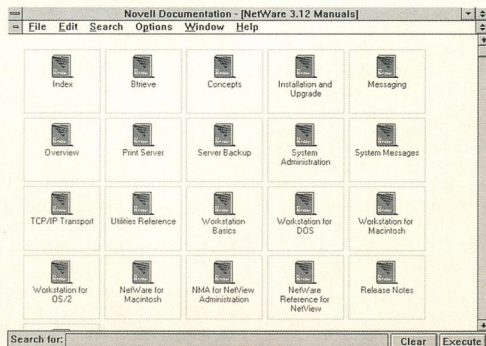 Novell Documentation - [NetWare 3.12 Manuals]
File Edit Search Options Window Help
Index Btrieve Concepts Installation and Upgrade Messaging
Overview Print Server Server Backup System Administration System Messages
TCP/IP Transport Utilities Reference Workstation Basics Workstation for DOS Workstation for Macintosh
Workstation for OS/2 NetWare for Macintosh NMA for NetView Administration NetWare Reference for NetView Release Notes
Search for: Clear Execute